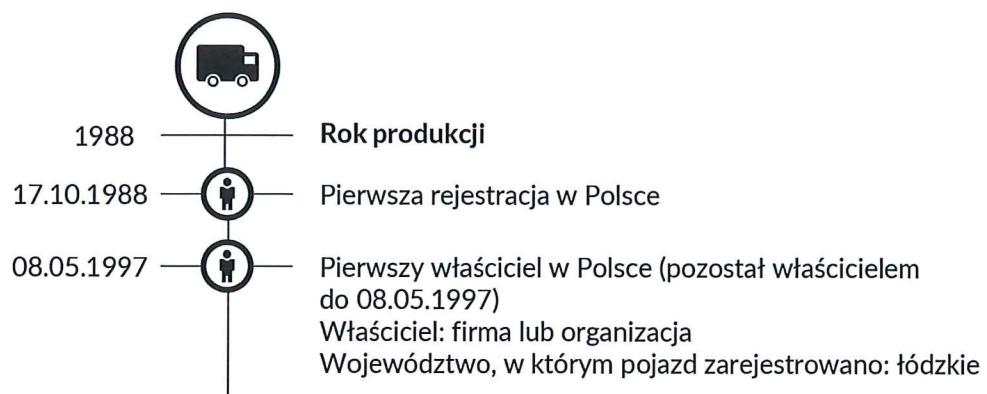 1988 Rok produkcji
17.10.1988 Pierwsza rejestracja w Polsce
08.05.1997 Pierwszy właściciel w Polsce (pozostał właścicielem
do 08.05.1997)
Właściciel: firma lub organizacja
Województwo, w którym pojazd zarejestrowano: łódzkie